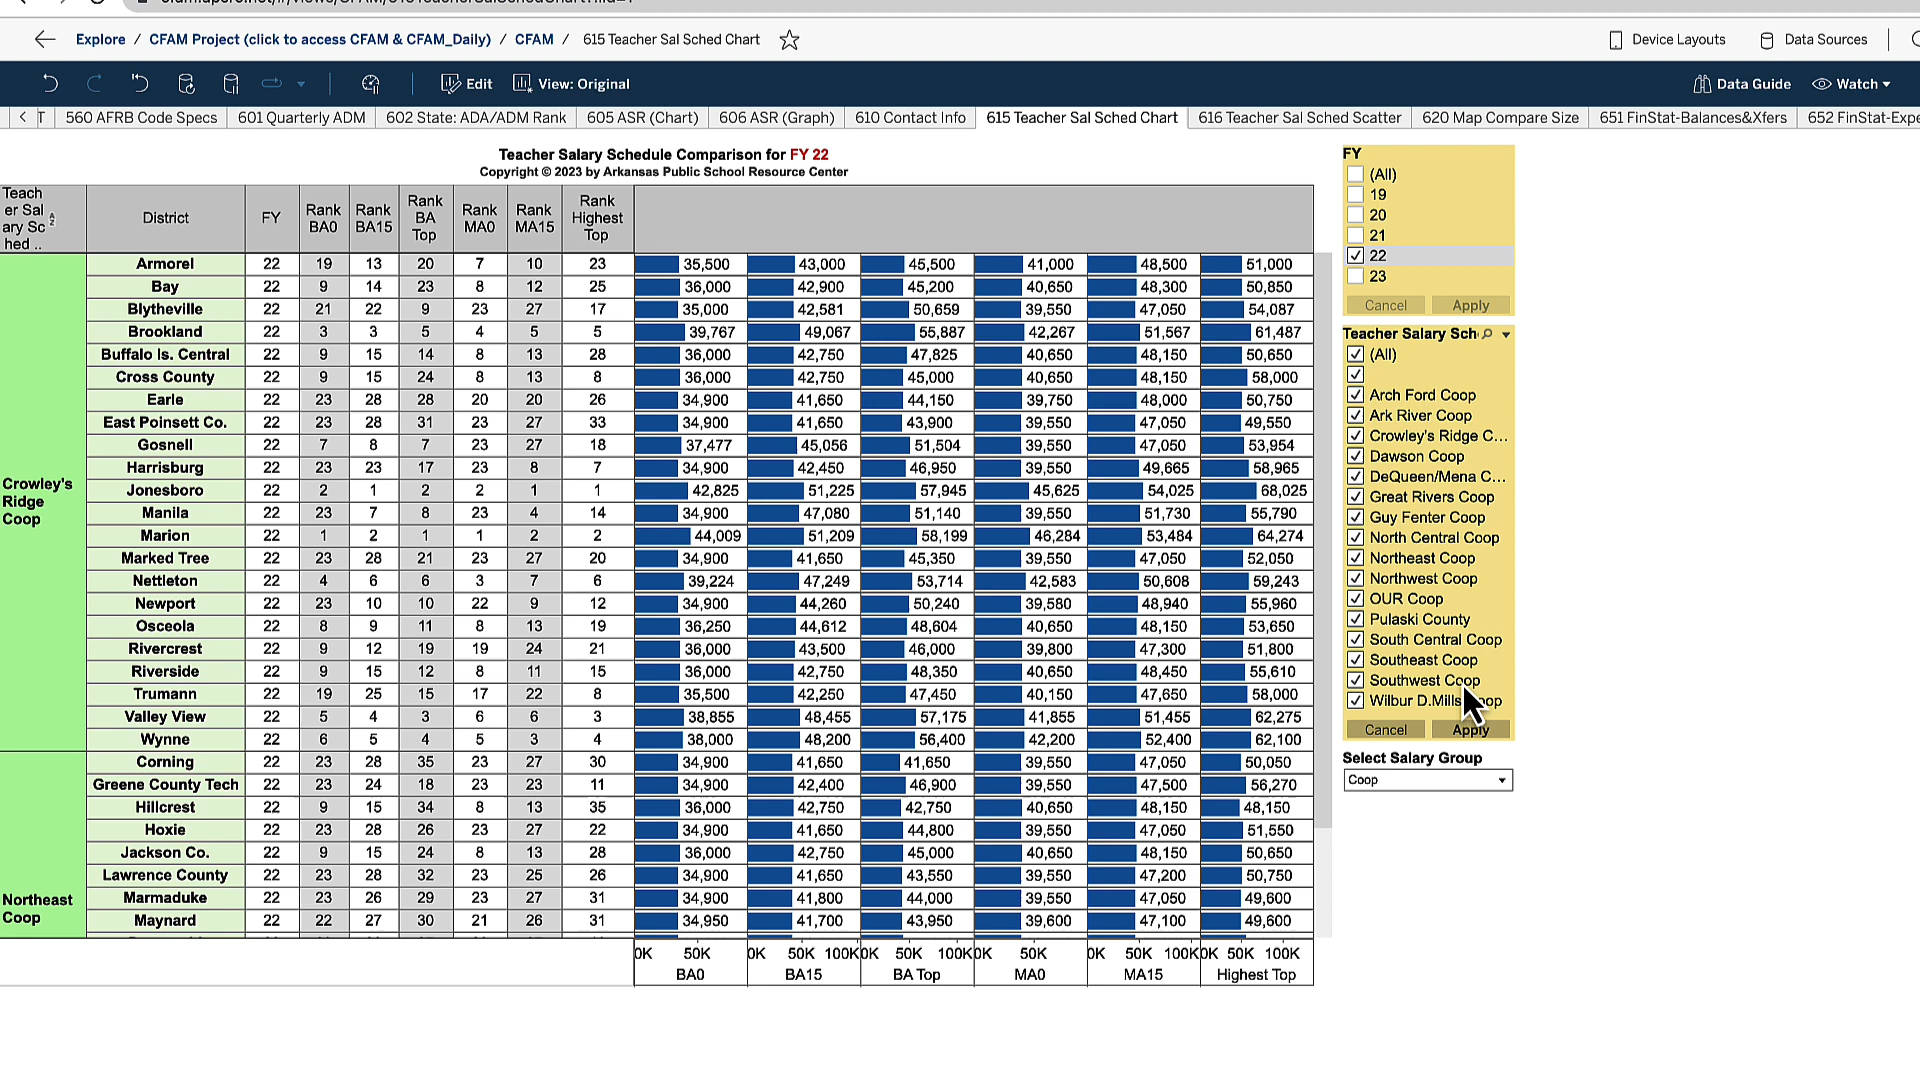 Explore / CFAM Project (click to access CFAM & CFAM_Daily) / CFAM / 615 Teacher Sal Sched Chart Device Layouts Data Sources
Edit View: Original Data Guide Watch
T 560 AFRB Code Specs 601 Quarterly ADM 602 State: ADA/ADM Rank 605 ASR (Chart) 606 ASR (Graph) 610 Contact Info 615 Teacher Sal Sched Chart 616 Teacher Sal Sched Scatter 620 Map Compare Size 651 FinStat-Balances&Xfers 652 FinStat-Expe
Teacher Salary Schedule Comparison for FY 22
Copyright © 2023 by Arkansas Public School Resource Center
Teach
er Sal
ary Sc
hed ..
District FY Rank BA0 Rank BA15 Rank BA Top Rank MA0 Rank MA15 Rank Highest Top
Crowley's
Ridge
Coop
Armorel 22 19 13 20 7 10 23 35,500 43,000 45,500 41,000 48,500 51,000
Bay 22 9 14 23 8 12 25 36,000 42,900 45,200 40,650 48,300 50,850
Blytheville 22 21 22 9 23 27 17 35,000 42,581 50,659 39,550 47,050 54,087
Brookland 22 3 3 5 4 5 5 39,767 49,067 55,887 42,267 51,567 61,487
Buffalo Is. Central 22 9 15 14 8 13 28 36,000 42,750 47,825 40,650 48,150 50,650
Cross County 22 9 15 24 8 13 8 36,000 42,750 45,000 40,650 48,150 58,000
Earle 22 23 28 28 20 20 26 34,900 41,650 44,150 39,750 48,000 50,750
East Poinsett Co. 22 23 28 31 23 27 33 34,900 41,650 43,900 39,550 47,050 49,550
Gosnell 22 7 8 7 23 27 18 37,477 45,056 51,504 39,550 47,050 53,954
Harrisburg 22 23 23 17 23 8 7 34,900 42,450 46,950 39,550 49,665 58,965
Jonesboro 22 2 1 2 2 1 1 42,825 51,225 57,945 45,625 54,025 68,025
Manila 22 23 7 8 23 4 14 34,900 47,080 51,140 39,550 51,730 55,790
Marion 22 1 2 1 1 2 2 44,009 51,209 58,199 46,284 53,484 64,274
Marked Tree 22 23 28 21 23 27 20 34,900 41,650 45,350 39,550 47,050 52,050
Nettleton 22 4 6 6 3 7 6 39,224 47,249 53,714 42,583 50,608 59,243
Newport 22 23 10 10 22 9 12 34,900 44,260 50,240 39,580 48,940 55,960
Osceola 22 8 9 11 8 13 19 36,250 44,612 48,604 40,650 48,150 53,650
Rivercrest 22 9 12 19 19 24 21 36,000 43,500 46,000 39,800 47,300 51,800
Riverside 22 9 15 12 8 11 15 36,000 42,750 48,350 40,650 48,450 55,610
Trumann 22 19 25 15 17 22 8 35,500 42,250 47,450 40,150 47,650 58,000
Valley View 22 5 4 3 6 6 3 38,855 48,455 57,175 41,855 51,455 62,275
Wynne 22 6 5 4 5 3 4 38,000 48,200 56,400 42,200 52,400 62,100
Northeast
Coop
Corning 22 23 28 35 23 27 30 34,900 41,650 41,650 39,550 47,050 50,050
Greene County Tech 22 23 24 18 23 23 11 34,900 42,400 46,900 39,550 47,500 56,270
Hillcrest 22 9 15 34 8 13 35 36,000 42,750 42,750 40,650 48,150 48,150
Hoxie 22 23 28 26 23 27 22 34,900 41,650 44,800 39,550 47,050 51,550
Jackson Co. 22 9 15 24 8 13 28 36,000 42,750 45,000 40,650 48,150 50,650
Lawrence County 22 23 28 32 23 25 26 34,900 41,650 43,550 39,550 47,200 50,750
Marmaduke 22 23 26 29 23 27 31 34,900 41,800 44,000 39,550 47,050 49,600
Maynard 22 22 27 30 21 26 31 34,950 41,700 43,950 39,600 47,100 49,600
0K 50K 0K 50K 100K 0K 50K 100K 0K 50K 0K 50K 100K 0K 50K 100K
BA0 BA15 BA Top MA0 MA15 Highest Top
FY
(All)
19
20
21
22
23
Cancel Apply
Teacher Salary Sch
(All)
Arch Ford Coop
Ark River Coop
Crowley's Ridge C...
Dawson Coop
DeQueen/Mena C...
Great Rivers Coop
Guy Fenter Coop
North Central Coop
Northeast Coop
Northwest Coop
OUR Coop
Pulaski County
South Central Coop
Southeast Coop
Southwest Coop
Wilbur D.Mills
Cancel Apply
Select Salary Group
Coop